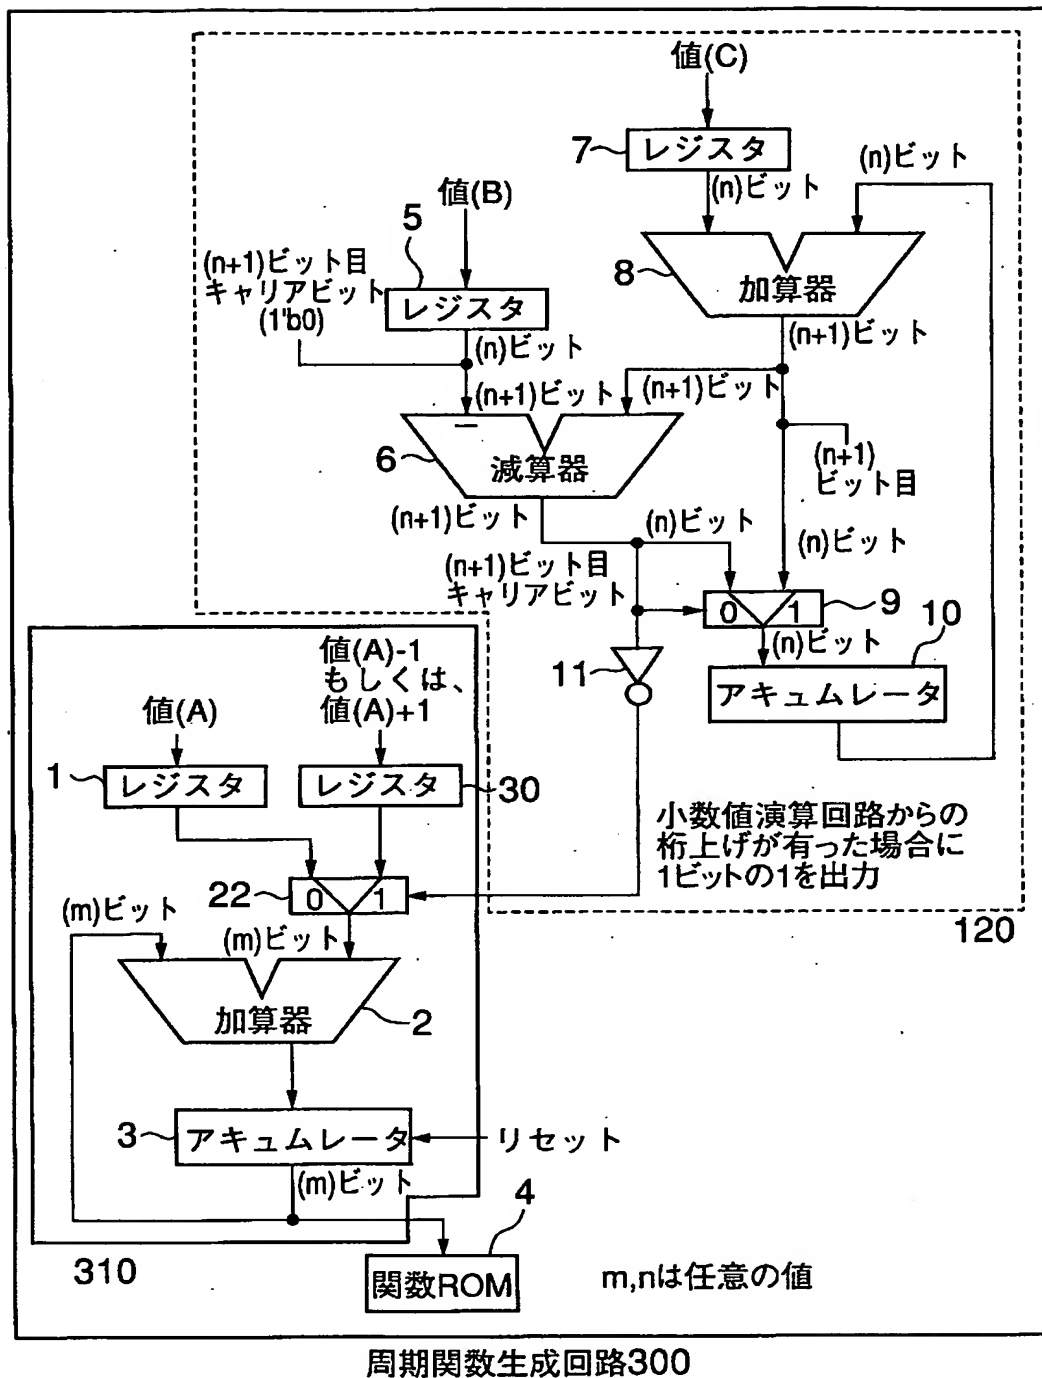 値(C)
7
レジスタ
(n)ビット
(n)ビット
値(B)
5
(n+1)ビット目
キャリアビット
(1'b0)
レジスタ
(n)ビット
8
加算器
(n+1)ビット
(n+1)ビット
(n+1)ビット
6
減算器
(n+1)
ビット目
(n+1)ビット
(n)ビット
(n)ビット
(n+1)ビット目
キャリアビット
0 1
9
(n)ビット
10
11
アキュムレータ
値(A)-1
もしくは、
値(A)+1
値(A)
1
レジスタ
レジスタ
30
小数値演算回路からの
桁上げが有った場合に
1ビットの1を出力
22
0 1
(m)ビット
(m)ビット
120
加算器
2
3
アキュムレータ
リセット
(m)ビット
4
310
関数ROM
m,nは任意の値
周期関数生成回路300